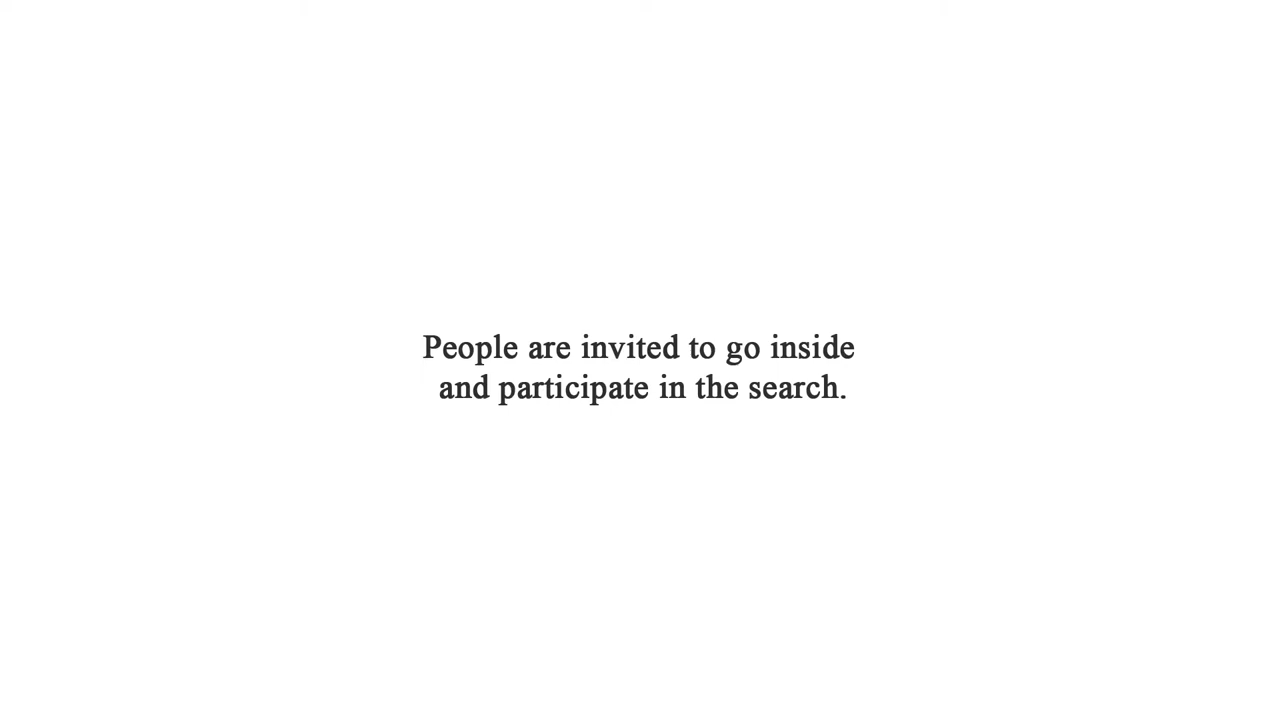 People are invited to go inside
and participate in the search.